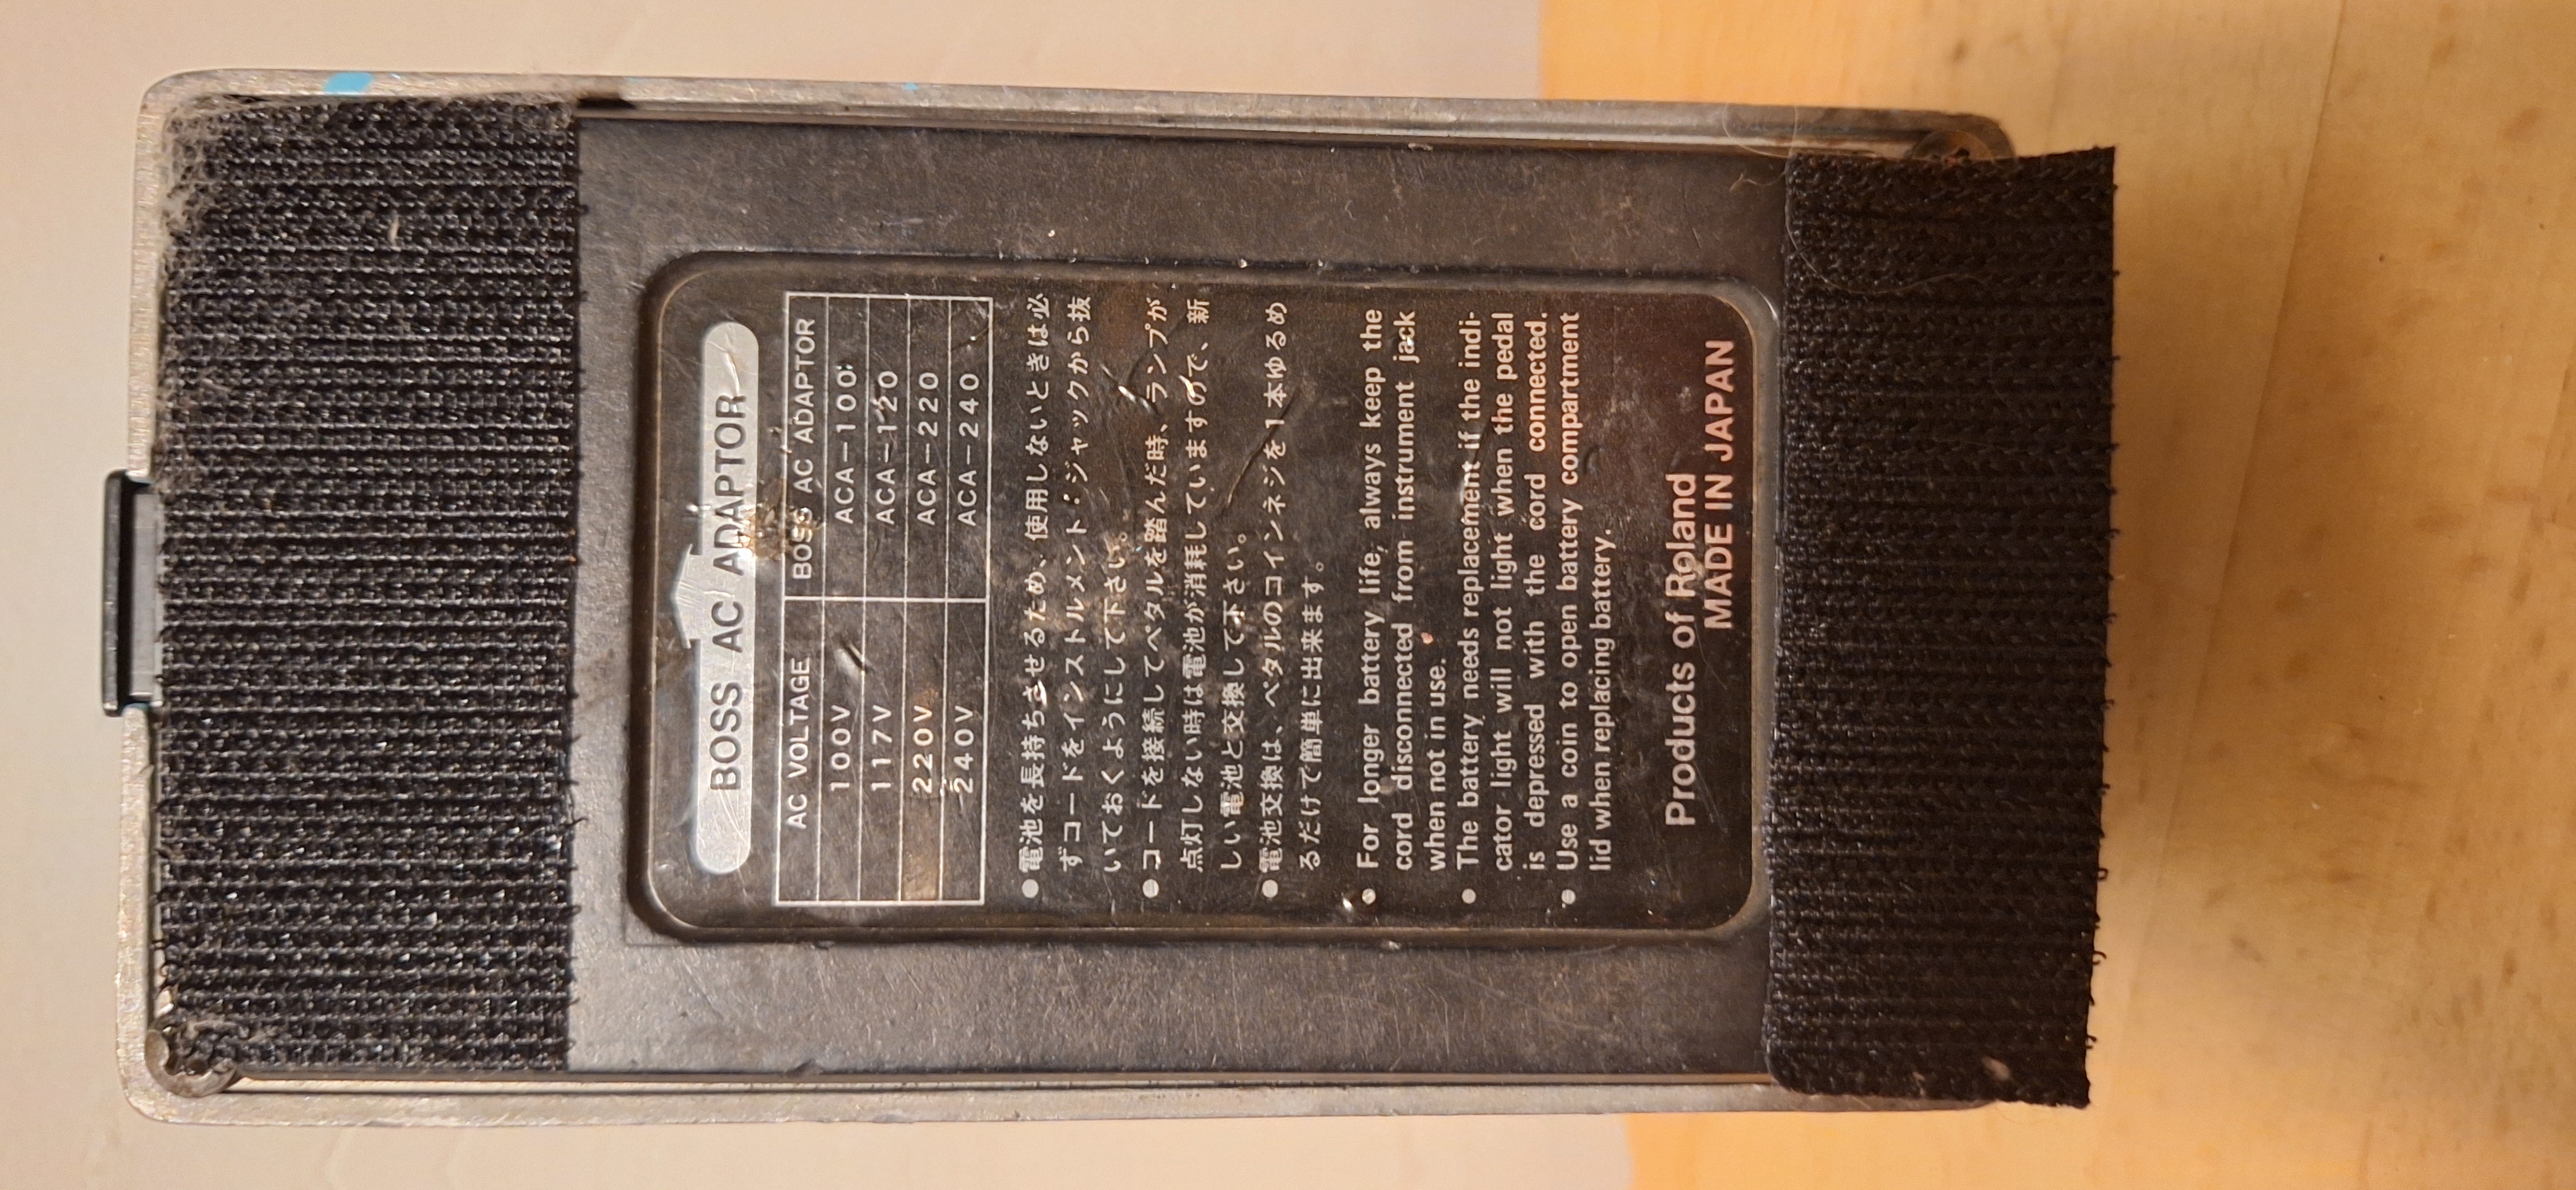 BOSS AC ADAPTOR
AC VOLTAGE BOSS AC ADAPTOR
100V ACA-100
117V ACA-120
220V ACA-220
240V ACA-240
●電池を長持ちさせるため、使用しないときは必
ずコードをインストルメント・ジャックから抜
いておくようにして下さい。
●コードを接続してペタルを踏んだ時、ランプが
点灯しない時は電池が消耗していますので、新
しい電池と交換して下さい。
●電池交換は、ペタルのコインネジを1本ゆるめ
るだけで簡単に出来ます。
● For longer battery life, always keep the
cord disconnected from instrument jack
when not in use.
● The battery needs replacement if the indi-
cator light will not light when the pedal
is depressed with the cord connected.
● Use a coin to open battery compartment
lid when replacing battery.
Products of Roland
MADE IN JAPAN